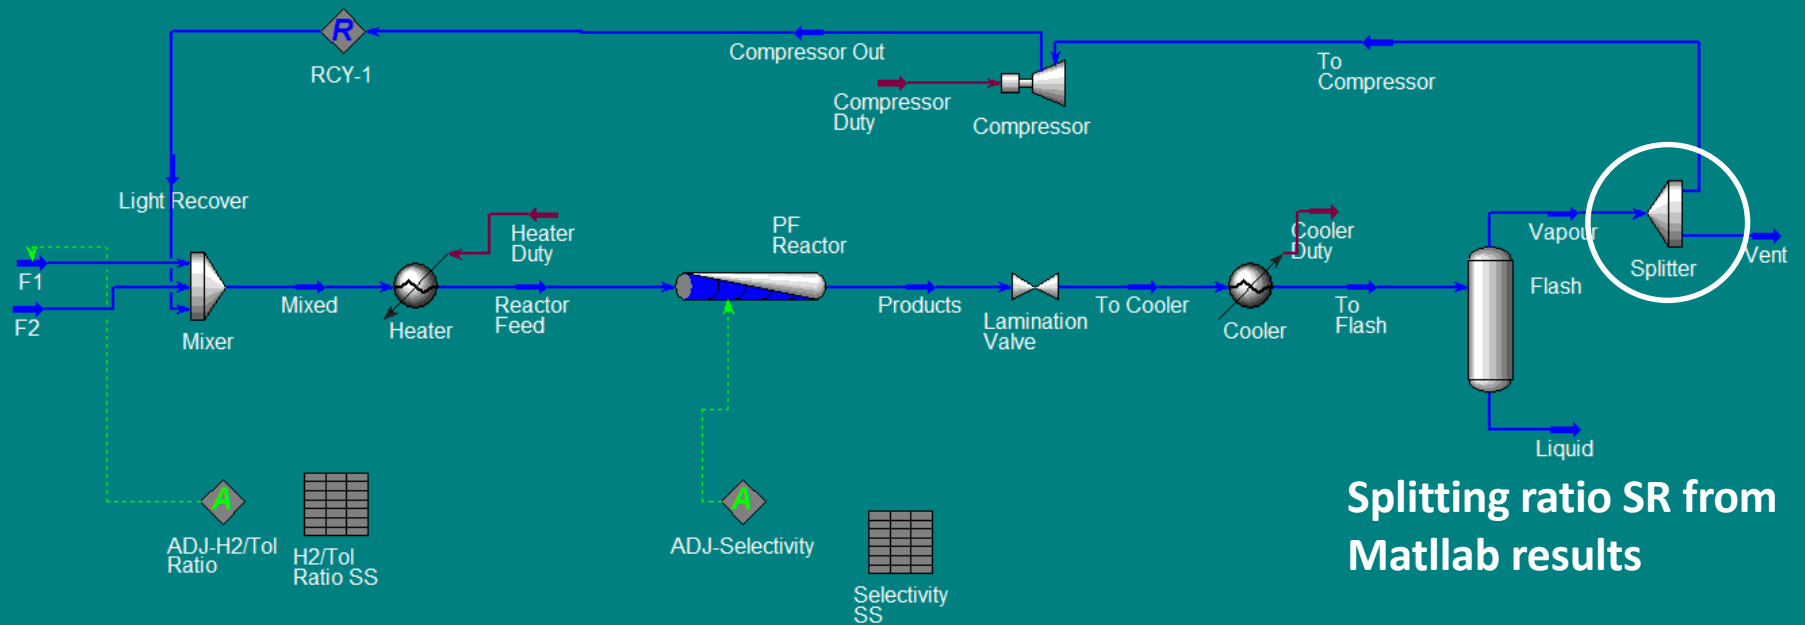 R
RCY-1
Compressor Out
To
Compressor
Compressor
Duty
Compressor
Light Recover
F1
F2
Mixer
Mixed
Heater
Duty
Heater
Reactor
Feed
PF
Reactor
Products
Lamination
Valve
To Cooler
Cooler
Duty
Cooler
To
Flash
Vapour
Flash
Splitter
Vent
Liquid
A
ADJ-H2/Tol
Ratio
H2/Tol
Ratio SS
A
ADJ-Selectivity
Selectivity
SS
Splitting ratio SR from
Matllab results